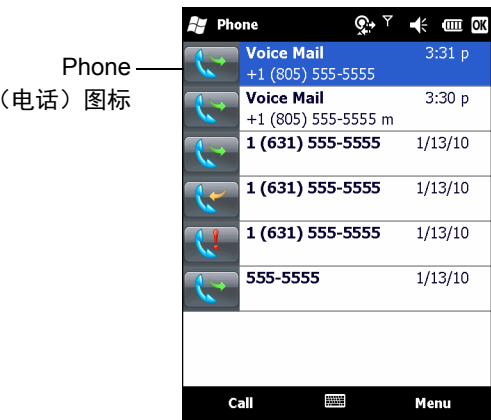 Phone
Phone
（电话）图标
OK
Voice Mail 3:31 p
+1 (805) 555-5555
Voice Mail 3:30 p
+1 (805) 555-5555 m
1 (631) 555-5555 1/13/10
1 (631) 555-5555 1/13/10
1 (631) 555-5555 1/13/10
555-5555 1/13/10
Call Menu